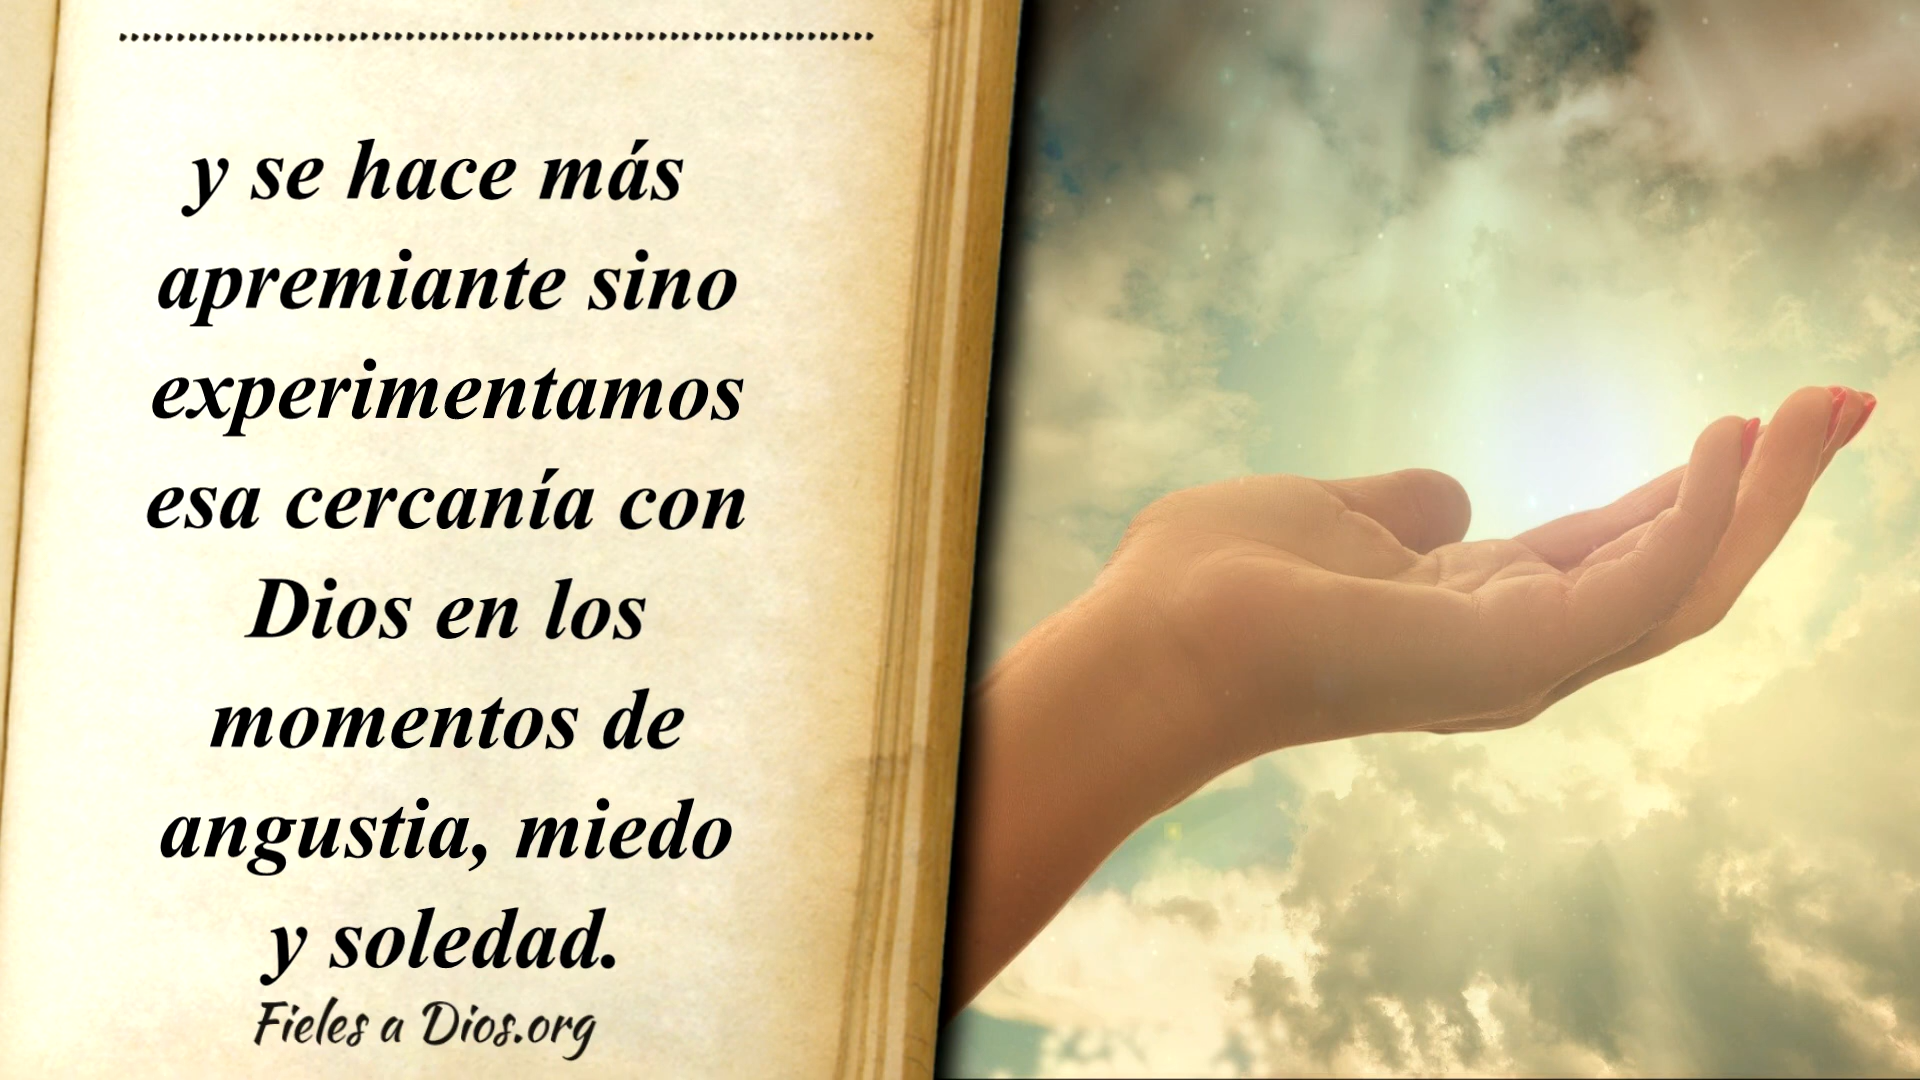 y se hace más
apremiante sino
experimentamos
esa cercanía con
Dios en los
momentos de
angustia, miedo
y soledad.
Fieles a Dios.org